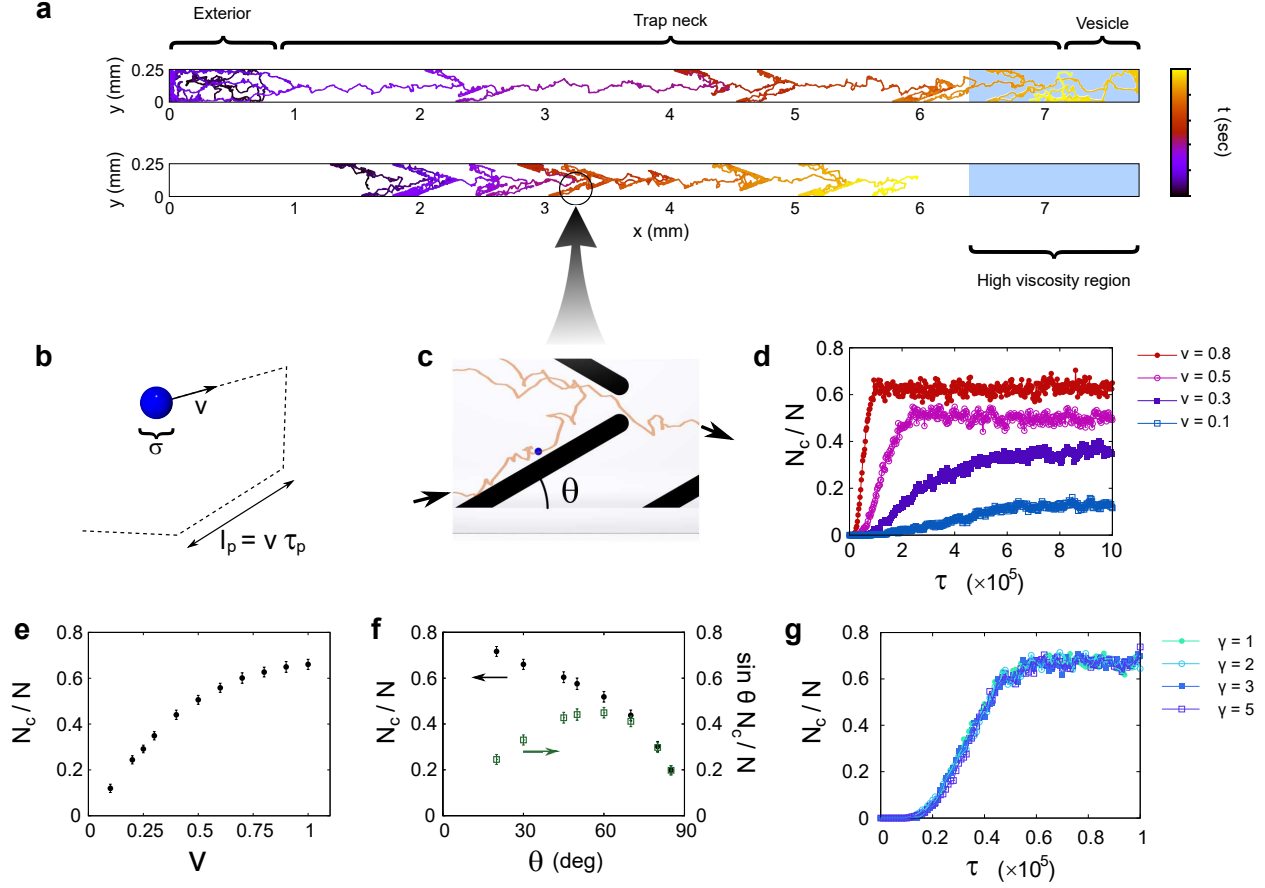 a
Exterior
Trap neck
Vesicle
y (mm)
0.25
0
0 1 2 3 4 5 6 7
t (sec)
y (mm)
0.25
0
0 1 2 3 4 5 6 7
x (mm)
High viscosity region
b
v
σ
l_p = v τ_p
c
θ
d
N_c / N
0.8
0.6
0.4
0.2
0
0 2 4 6 8 10
τ (×10^5)
v = 0.8
v = 0.5
v = 0.3
v = 0.1
e
N_c / N
0.8
0.6
0.4
0.2
0
0 0.25 0.5 0.75 1
V
f
N_c / N
0.8
0.6
0.4
0.2
0
0 30 60 90
θ (deg)
0.8
0.6
0.4
0.2
0
sin θ N_c / N
g
N_c / N
0.8
0.6
0.4
0.2
0
0 0.2 0.4 0.6 0.8 1
τ (×10^5)
γ = 1
γ = 2
γ = 3
γ = 5